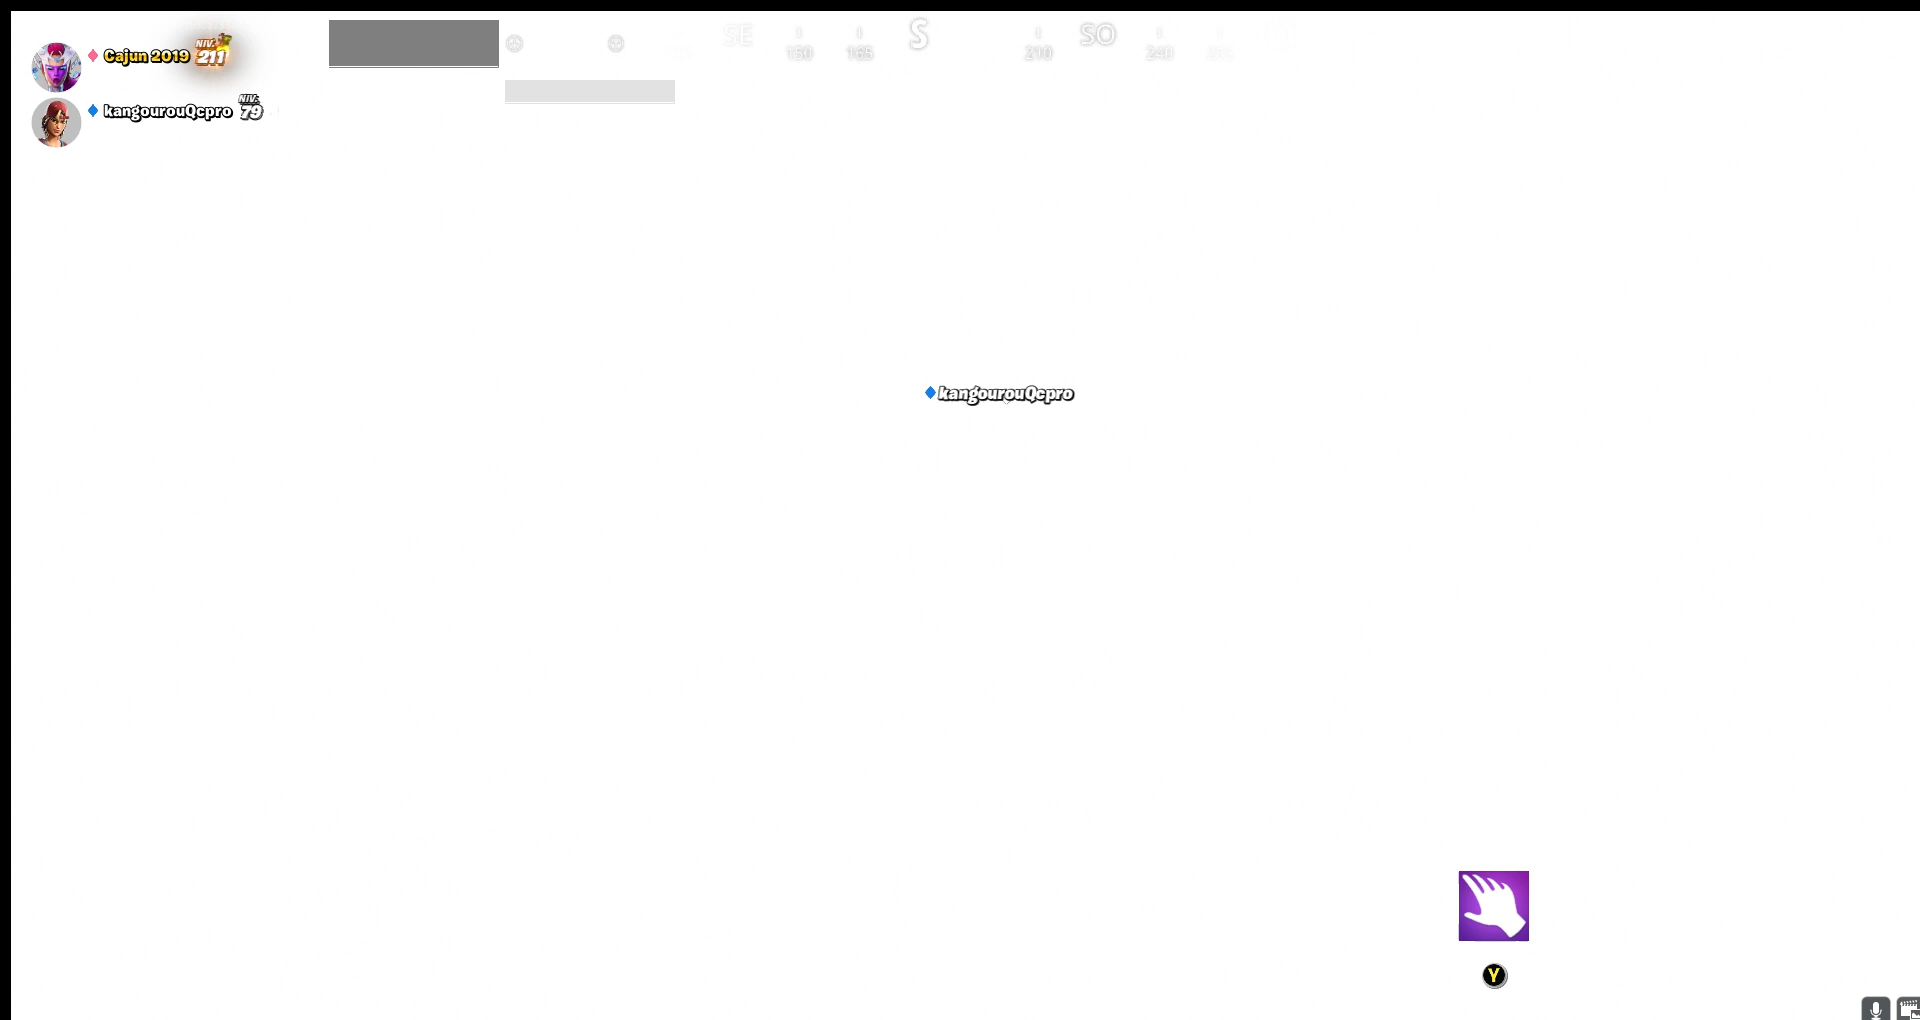 Cajun 2019 NIV. 211
kangourouQcpro NIV. 79
SE 150 165 S 210 SO 240
kangourouQcpro
Y